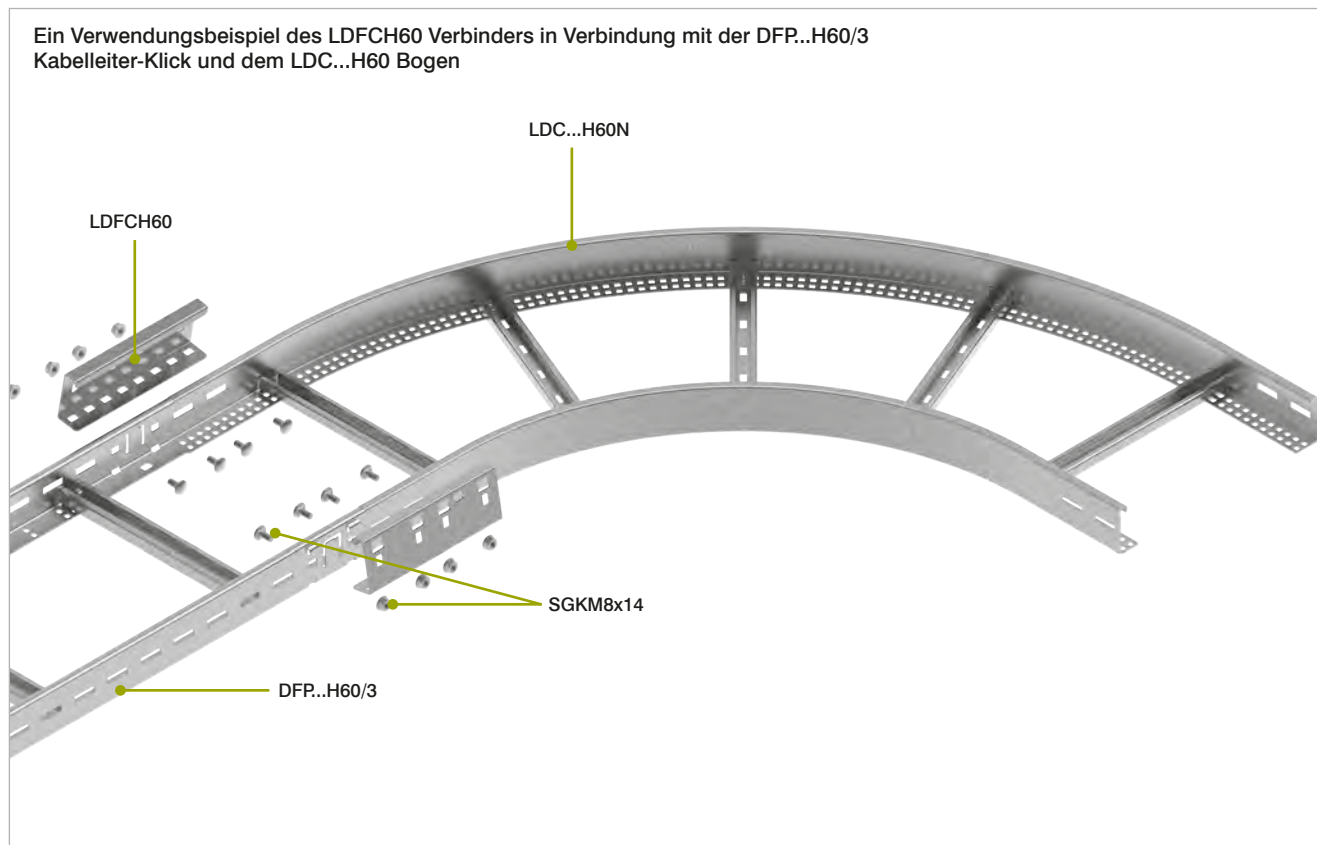 Ein Verwendungsbeispiel des LDFCH60 Verbinders in Verbindung mit der DFP...H60/3
Kabelleiter-Klick und dem LDC...H60 Bogen
LDC...H60N
LDFCH60
SGKM8x14
DFP...H60/3